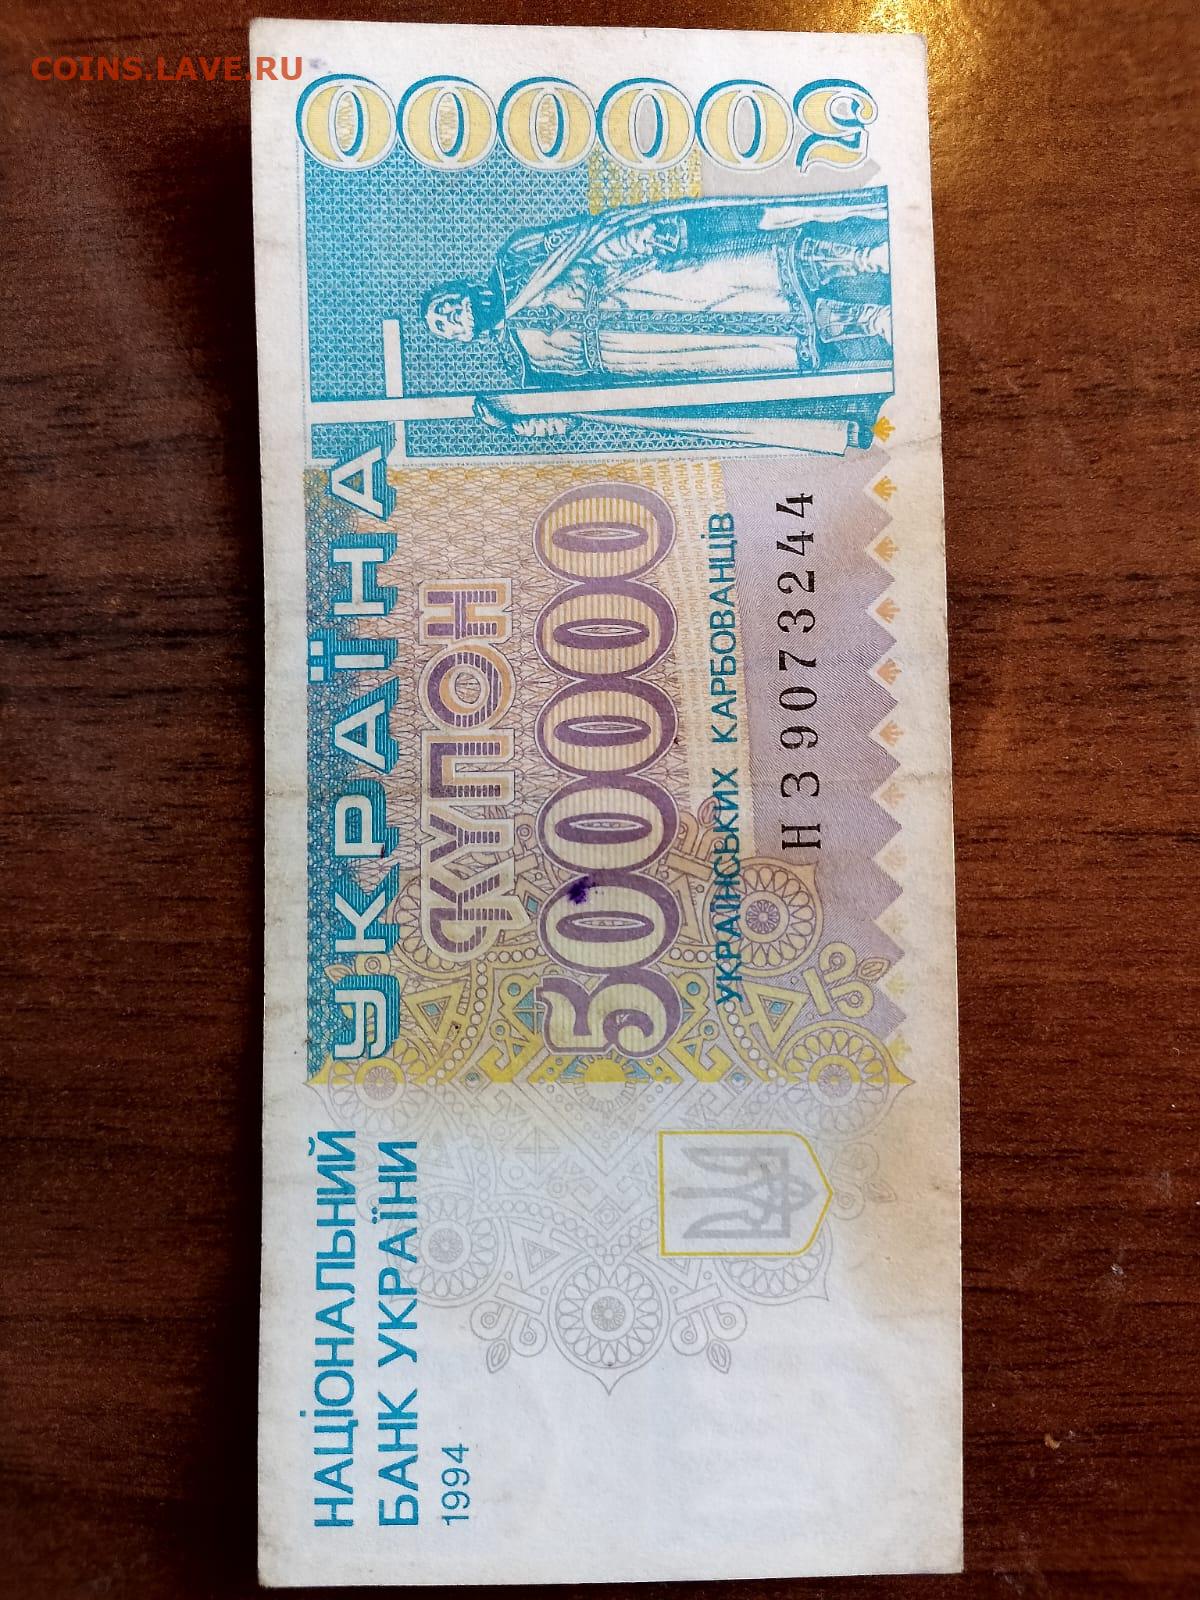 COINS.LAVE.RU
НАЦІОНАЛЬНИЙ
БАНК УКРАЇНИ
1994
УКРАЇНА
КУПОН
500000
УКРАЇНСЬКИХ КАРБОВАНЦІВ
Н 39073244
500000